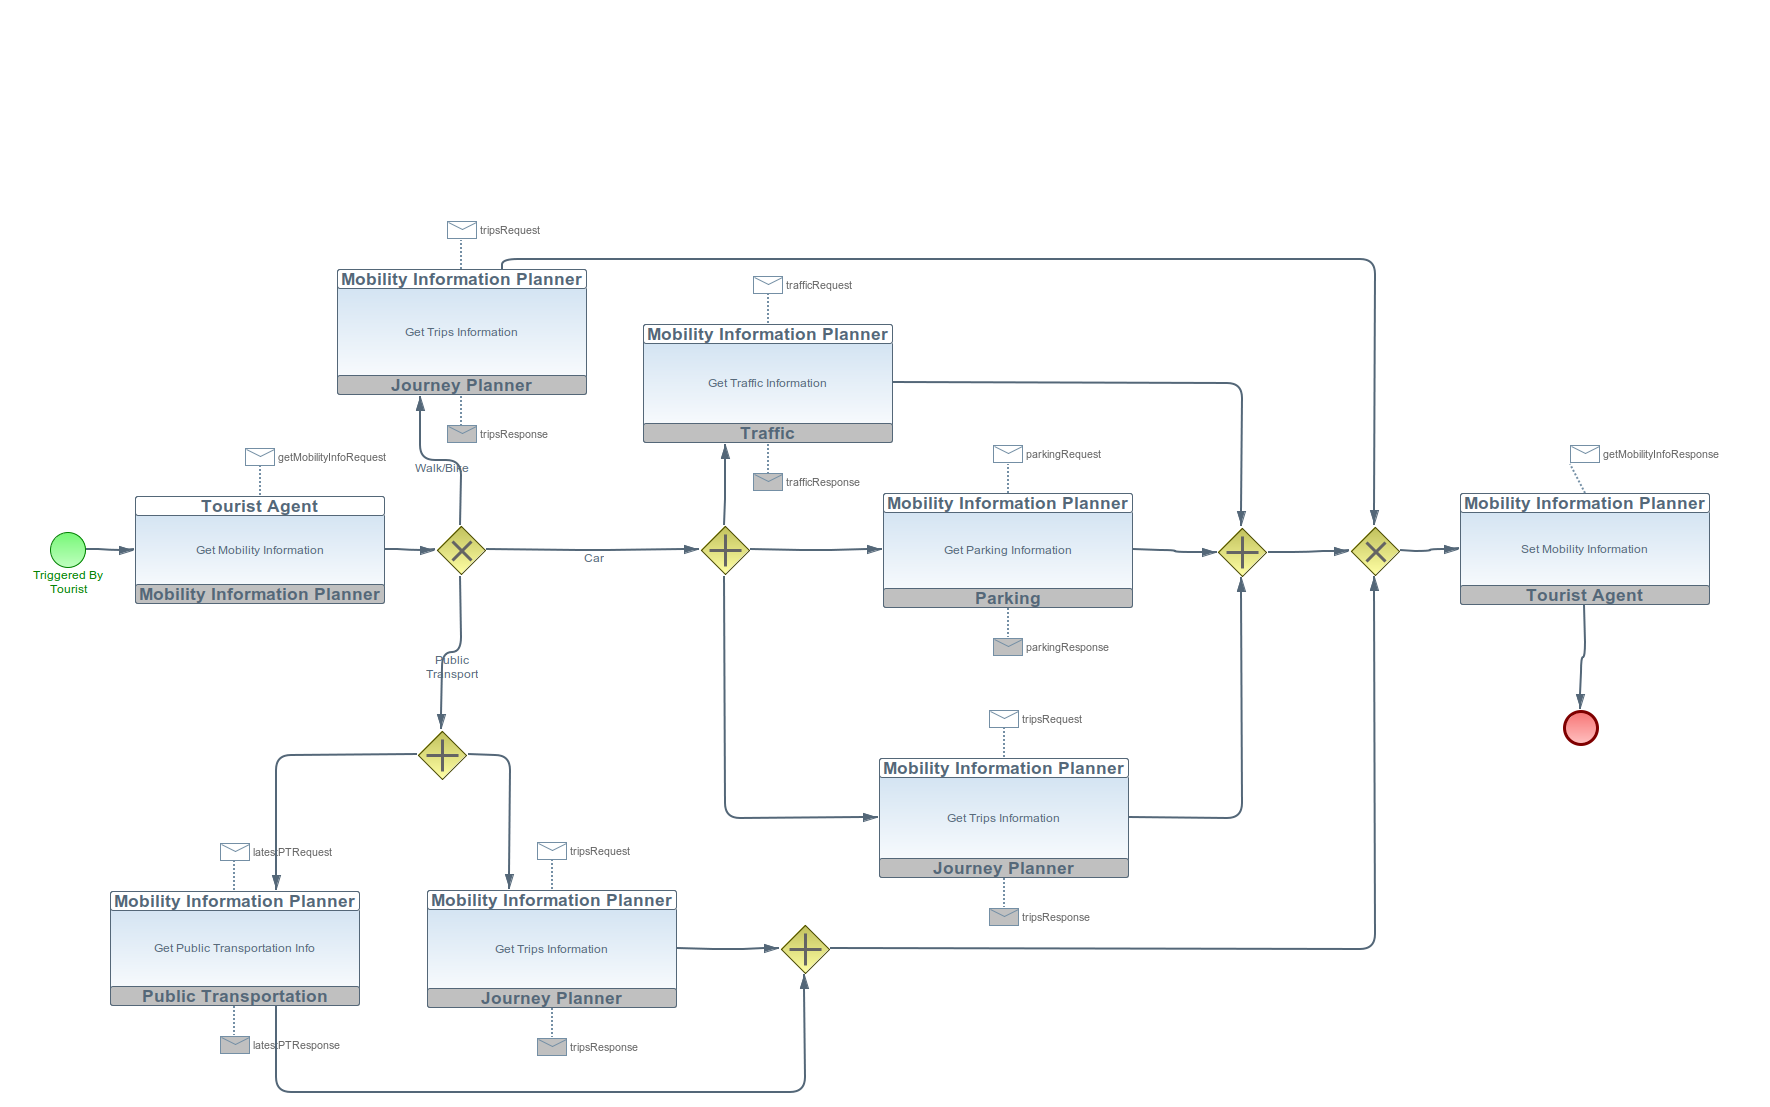 tripsRequest
Mobility Information Planner
Get Trips Information
Journey Planner
tripsResponse
Walk/Bike
trafficRequest
Mobility Information Planner
Get Traffic Information
Traffic
trafficResponse
getMobilityInfoRequest
Tourist Agent
Get Mobility Information
Mobility Information Planner
Triggered By
Tourist
Car
parkingRequest
Mobility Information Planner
Get Parking Information
Parking
parkingResponse
getMobilityInfoResponse
Mobility Information Planner
Set Mobility Information
Tourist Agent
Public
Transport
tripsRequest
Mobility Information Planner
Get Trips Information
Journey Planner
tripsResponse
latestPTRequest
Mobility Information Planner
Get Public Transportation Info
Public Transportation
latestPTResponse
tripsRequest
Mobility Information Planner
Get Trips Information
Journey Planner
tripsResponse